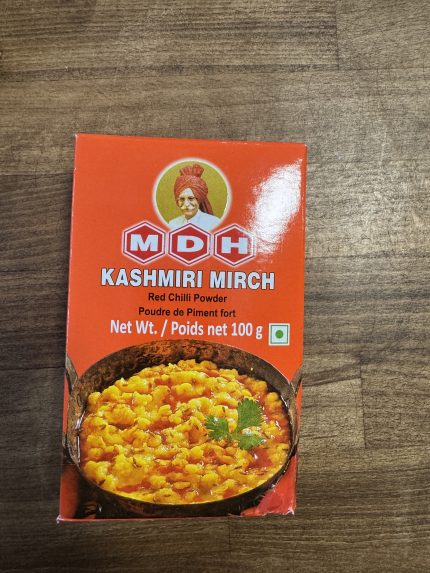 MDH
KASHMIRI MIRCH
Red Chilli Powder
Poudre de Piment fort
Net Wt. / Poids net 100 g